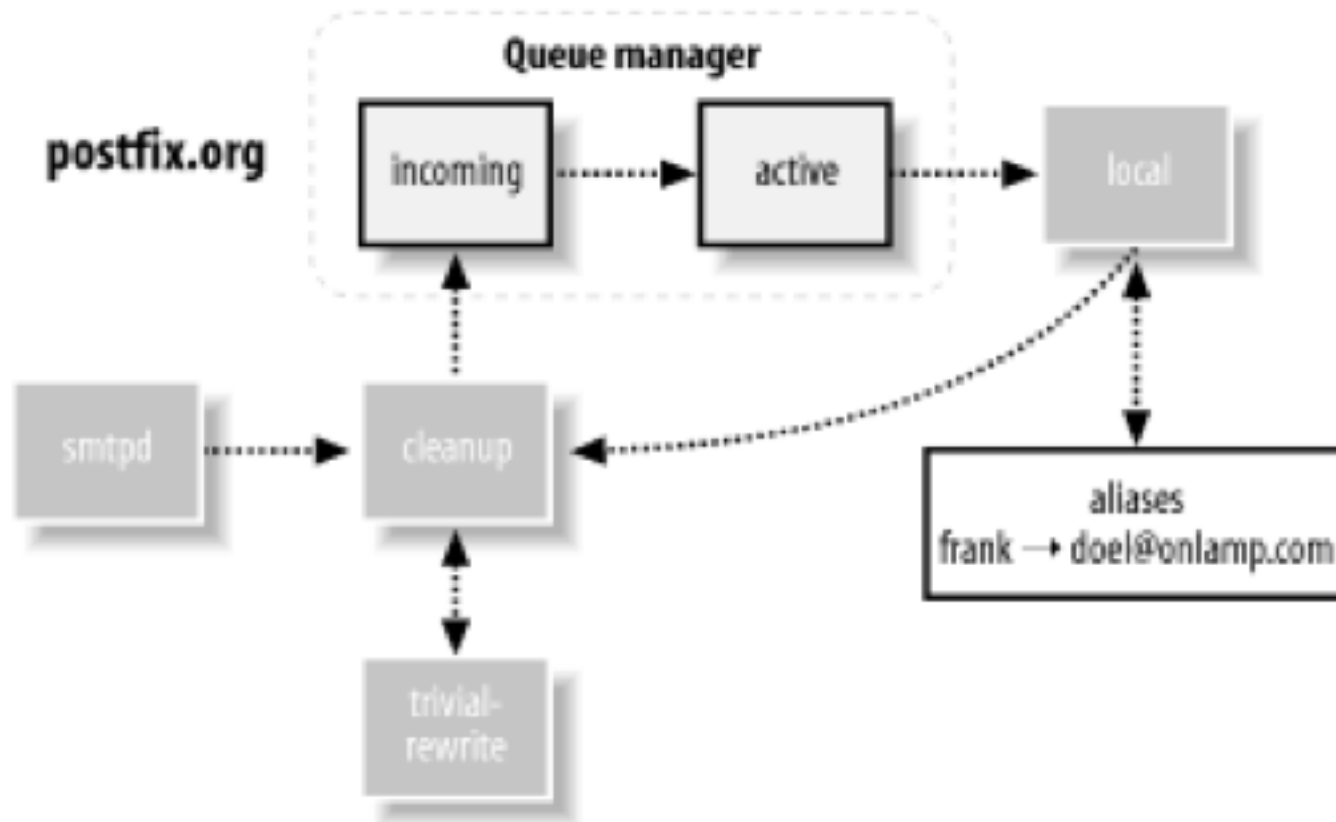 Queue manager
postfix.org
incoming
active
local
smtpd
cleanup
aliases
frank → doel@onlamp.com
trivial-
rewrite